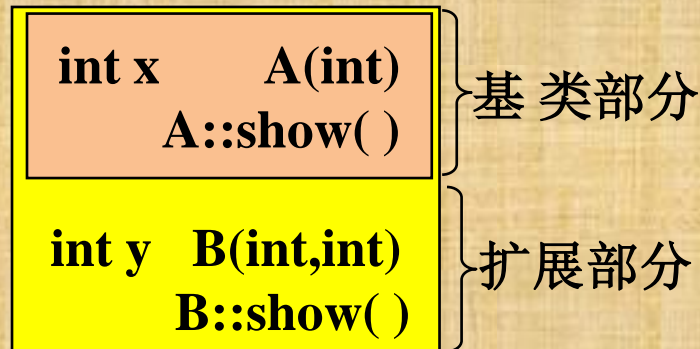 int x A(int)
A::show( )
基 类部分
int y B(int,int)
B::show( )
扩展部分